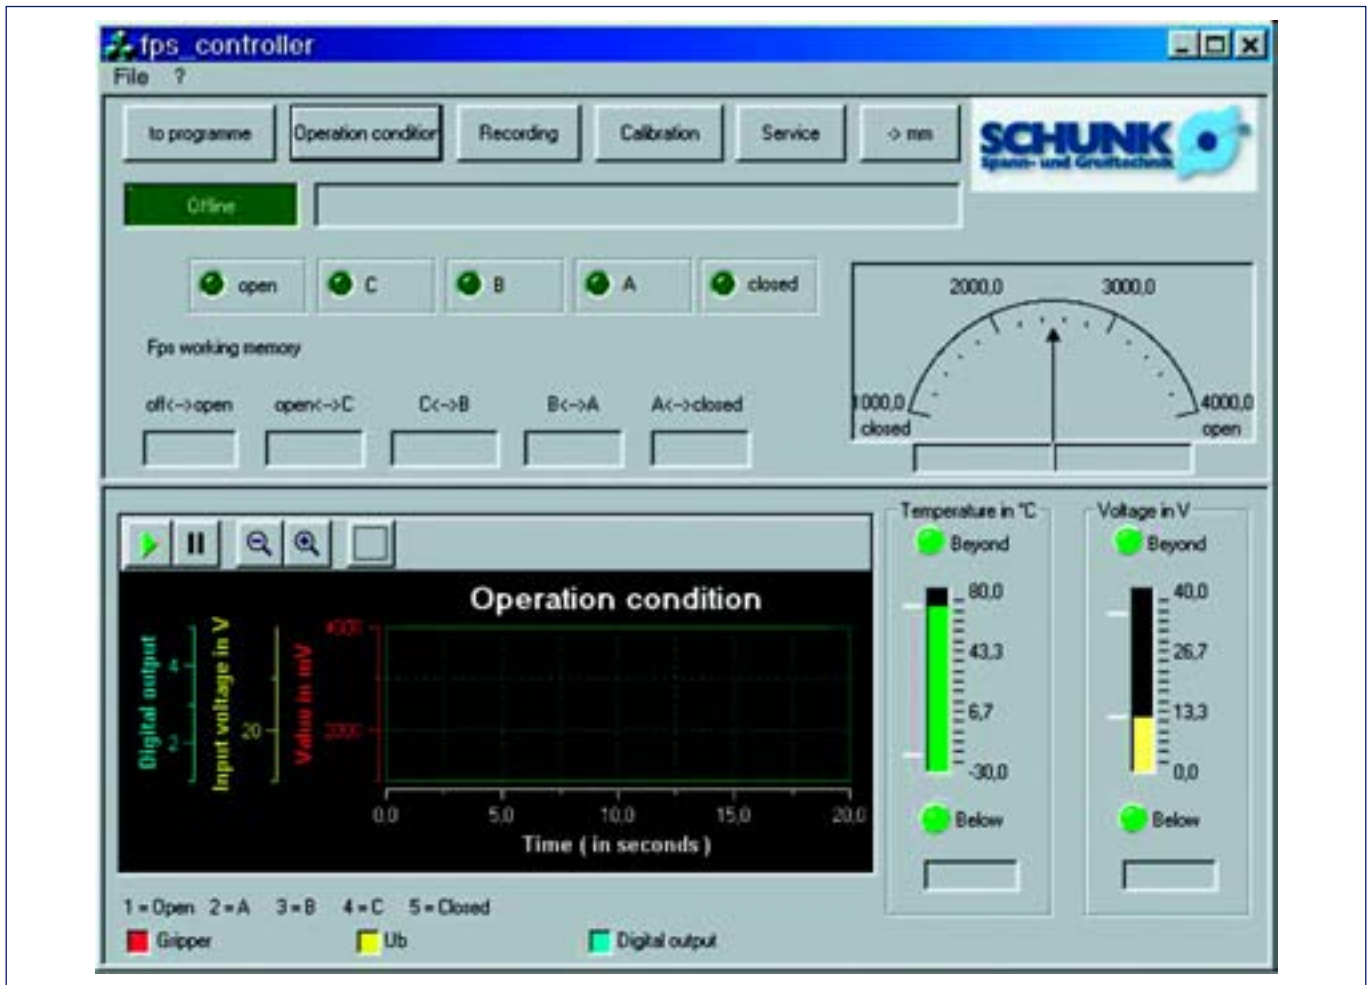 fps_controller
File ?
to programme Operation condition Recording Calibration Service -> mm
SCHUNK
Spann- und Greiftechnik
Offline
open C B A closed
2000,0 3000,0
Fps working memory
off<-->open open<-->C C<-->B B<-->A A<-->closed
1000,0 4000,0
closed open
Temperature in °C Voltage in V
Beyond Beyond
Operation condition
80,0 40,0
43,3 26,7
6,7 13,3
-30,0 0,0
Below Below
Digital output
4
2
Input voltage in V
20
Value in mV
4000
0,0 5,0 10,0 15,0 20,0
Time ( in seconds )
1 = Open 2 = A 3 = B 4 = C 5 = Closed
Gripper Ub Digital output